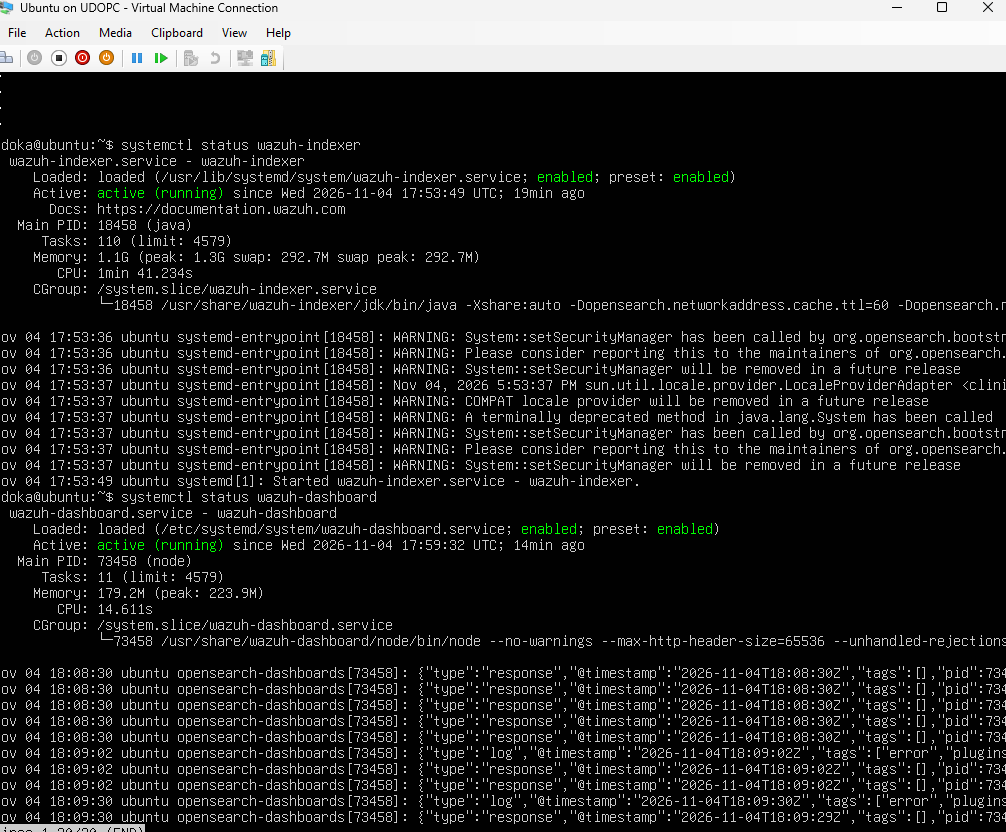 Ubuntu on UDOPC - Virtual Machine Connection
File Action Media Clipboard View Help
doka@ubuntu:~$ systemctl status wazuh-indexer
wazuh-indexer.service - wazuh-indexer
Loaded: loaded (/usr/lib/systemd/system/wazuh-indexer.service; enabled; preset: enabled)
Active: active (running) since Wed 2026-11-04 17:53:49 UTC; 19min ago
Docs: https://documentation.wazuh.com
Main PID: 18458 (java)
Tasks: 110 (limit: 4579)
Memory: 1.1G (peak: 1.3G swap: 292.7M swap peak: 292.7M)
CPU: 1min 41.234s
CGroup: /system.slice/wazuh-indexer.service
└─18458 /usr/share/wazuh-indexer/jdk/bin/java -Xshare:auto -Dopensearch.networkaddress.cache.ttl=60 -Dopensearch.n
ov 04 17:53:36 ubuntu systemd-entrypoint[18458]: WARNING: System::setSecurityManager has been called by org.opensearch.bootstr
ov 04 17:53:36 ubuntu systemd-entrypoint[18458]: WARNING: Please consider reporting this to the maintainers of org.opensearch.
ov 04 17:53:36 ubuntu systemd-entrypoint[18458]: WARNING: System::setSecurityManager will be removed in a future release
ov 04 17:53:37 ubuntu systemd-entrypoint[18458]: Nov 04, 2026 5:53:37 PM sun.util.locale.provider.LocaleProviderAdapter <clini
ov 04 17:53:37 ubuntu systemd-entrypoint[18458]: WARNING: COMPAT locale provider will be removed in a future release
ov 04 17:53:37 ubuntu systemd-entrypoint[18458]: WARNING: A terminally deprecated method in java.lang.System has been called
ov 04 17:53:37 ubuntu systemd-entrypoint[18458]: WARNING: System::setSecurityManager has been called by org.opensearch.bootstr
ov 04 17:53:37 ubuntu systemd-entrypoint[18458]: WARNING: Please consider reporting this to the maintainers of org.opensearch.
ov 04 17:53:37 ubuntu systemd-entrypoint[18458]: WARNING: System::setSecurityManager will be removed in a future release
ov 04 17:53:49 ubuntu systemd[1]: Started wazuh-indexer.service - wazuh-indexer.
doka@ubuntu:~$ systemctl status wazuh-dashboard
wazuh-dashboard.service - wazuh-dashboard
Loaded: loaded (/etc/systemd/system/wazuh-dashboard.service; enabled; preset: enabled)
Active: active (running) since Wed 2026-11-04 17:59:32 UTC; 14min ago
Main PID: 73458 (node)
Tasks: 11 (limit: 4579)
Memory: 179.2M (peak: 223.9M)
CPU: 14.611s
CGroup: /system.slice/wazuh-dashboard.service
└─73458 /usr/share/wazuh-dashboard/node/bin/node --no-warnings --max-http-header-size=65536 --unhandled-rejections
ov 04 18:08:30 ubuntu opensearch-dashboards[73458]: {"type":"response","@timestamp":"2026-11-04T18:08:30Z","tags":[],"pid":734
ov 04 18:08:30 ubuntu opensearch-dashboards[73458]: {"type":"response","@timestamp":"2026-11-04T18:08:30Z","tags":[],"pid":734
ov 04 18:08:30 ubuntu opensearch-dashboards[73458]: {"type":"response","@timestamp":"2026-11-04T18:08:30Z","tags":[],"pid":734
ov 04 18:08:30 ubuntu opensearch-dashboards[73458]: {"type":"response","@timestamp":"2026-11-04T18:08:30Z","tags":[],"pid":734
ov 04 18:08:30 ubuntu opensearch-dashboards[73458]: {"type":"response","@timestamp":"2026-11-04T18:08:30Z","tags":[],"pid":734
ov 04 18:09:02 ubuntu opensearch-dashboards[73458]: {"type":"log","@timestamp":"2026-11-04T18:09:02Z","tags":["error","plugins
ov 04 18:09:02 ubuntu opensearch-dashboards[73458]: {"type":"response","@timestamp":"2026-11-04T18:09:02Z","tags":[],"pid":734
ov 04 18:09:02 ubuntu opensearch-dashboards[73458]: {"type":"response","@timestamp":"2026-11-04T18:09:02Z","tags":[],"pid":734
ov 04 18:09:30 ubuntu opensearch-dashboards[73458]: {"type":"log","@timestamp":"2026-11-04T18:09:30Z","tags":["error","plugins
ov 04 18:09:30 ubuntu opensearch-dashboards[73458]: {"type":"response","@timestamp":"2026-11-04T18:09:29Z","tags":[],"pid":734
ines 1-20/20 (END)